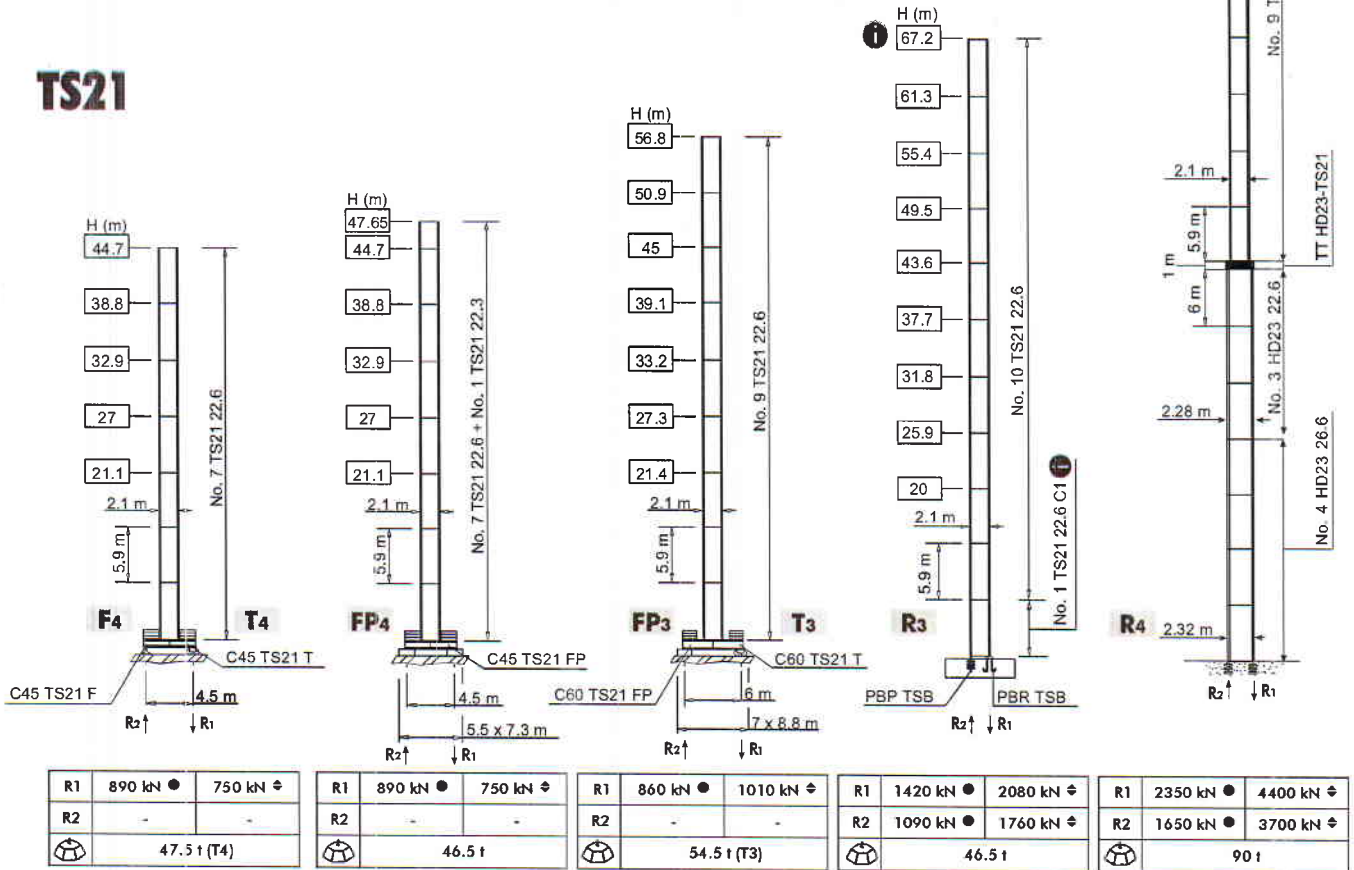 TS21
H (m)
44.7
38.8
32.9
27
21.1
2.1 m
5.9 m
No. 7 TS21 22.6
F4
T4
C45 TS21 T
C45 TS21 F
4.5 m
R2
R1
H (m)
47.65
44.7
38.8
32.9
27
21.1
2.1 m
5.9 m
No. 7 TS21 22.6 + No. 1 TS21 22.3
FP4
C45 TS21 FP
4.5 m
5.5 x 7.3 m
R2
R1
H (m)
56.8
50.9
45
39.1
33.2
27.3
21.4
2.1 m
5.9 m
No. 9 TS21 22.6
FP3
T3
C60 TS21 T
C60 TS21 FP
6 m
7 x 8.8 m
R2
R1
H (m)
i
67.2
61.3
55.4
49.5
43.6
37.7
31.8
25.9
20
2.1 m
5.9 m
No. 10 TS21 22.6
No. 1 TS21 22.6 C1 i
R3
PBP TSB
PBR TSB
R2
R1
No. 9
2.1 m
5.9 m
1 m
6 m
TT HD23-TS21
No. 3 HD23 22.6
2.28 m
No. 4 HD23 26.6
R4
2.32 m
R2
R1
R1 890 kN 750 kN
R2 - -
47.5 t (T4)
R1 890 kN 750 kN
R2 - -
46.5 t
R1 860 kN 1010 kN
R2 - -
54.5 t (T3)
R1 1420 kN 2080 kN
R2 1090 kN 1760 kN
46.5 t
R1 2350 kN 4400 kN
R2 1650 kN 3700 kN
90 t